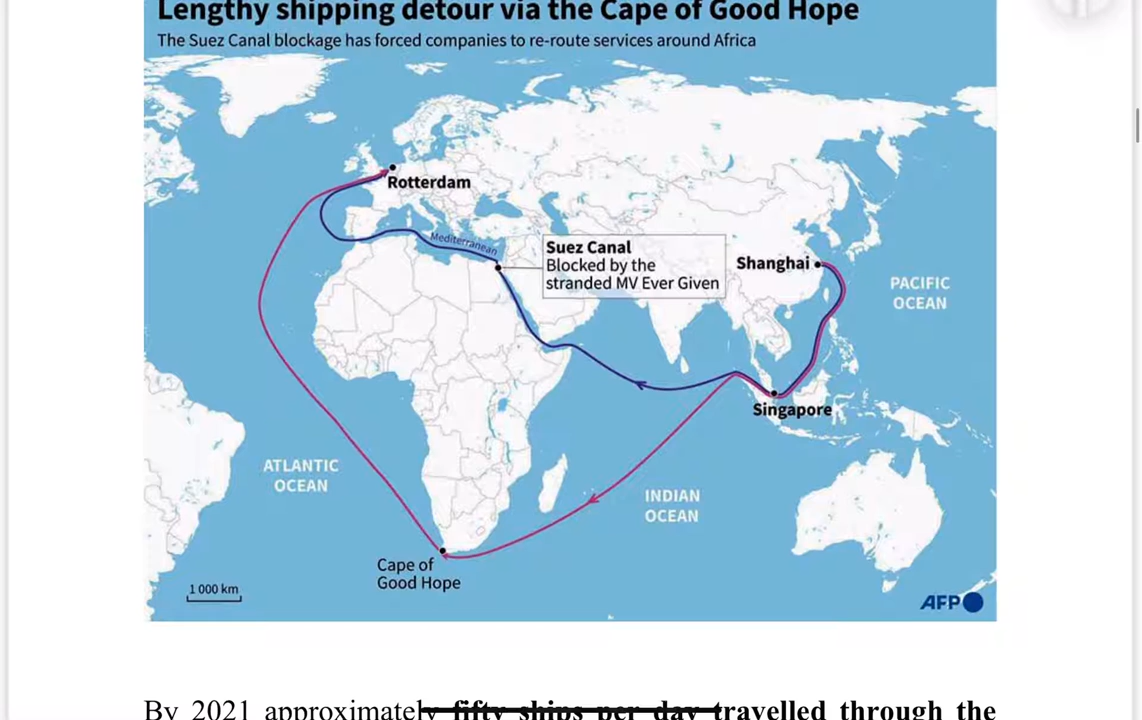 Lengthy shipping detour via the Cape of Good Hope
The Suez Canal blockage has forced companies to re-route services around Africa
Rotterdam
Mediterranean
Suez Canal
Blocked by the
stranded MV Ever Given
Shanghai
PACIFIC
OCEAN
Singapore
ATLANTIC
OCEAN
INDIAN
OCEAN
Cape of
Good Hope
1 000 km
AFP
By 2021 approximately fifty ships per day travelled through the